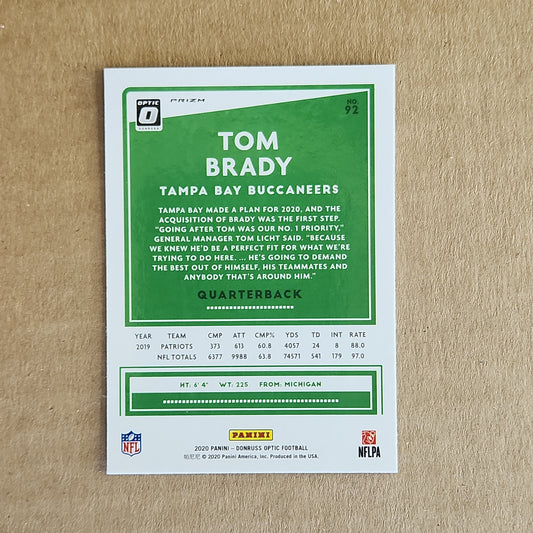 OPTIC
DONRUSS
PRIZM
NO.
92
TOM
BRADY
TAMPA BAY BUCCANEERS
TAMPA BAY MADE A PLAN FOR 2020, AND THE
ACQUISITION OF BRADY WAS THE FIRST STEP.
"GOING AFTER TOM WAS OUR NO. 1 PRIORITY,"
GENERAL MANAGER TOM LICHT SAID. "BECAUSE
WE KNEW HE'D BE A PERFECT FIT FOR WHAT WE'RE
TRYING TO DO HERE. ... HE'S GOING TO DEMAND
THE BEST OUT OF HIMSELF, HIS TEAMMATES AND
ANYBODY THAT'S AROUND HIM."
QUARTERBACK
YEAR TEAM CMP ATT CMP% YDS TD INT RATE
2019 PATRIOTS 373 613 60.8 4057 24 8 88.0
NFL TOTALS 6377 9988 63.8 74571 541 179 97.0
HT: 6' 4" WT: 225 FROM: MICHIGAN
NFL
PANINI
NFLPA
2020 PANINI – DONRUSS OPTIC FOOTBALL
帕尼尼 © 2020 Panini America, Inc. Produced in the USA.